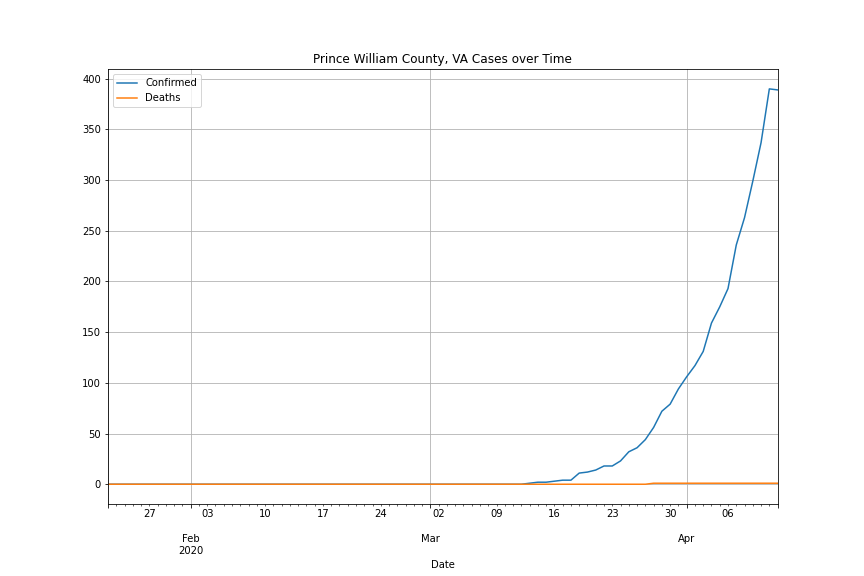 Prince William County, VA Cases over Time
Confirmed
Deaths
400
350
300
250
200
150
100
50
0
27 03 10 17 24 02 09 16 23 30 06
Feb Mar Apr
2020
Date